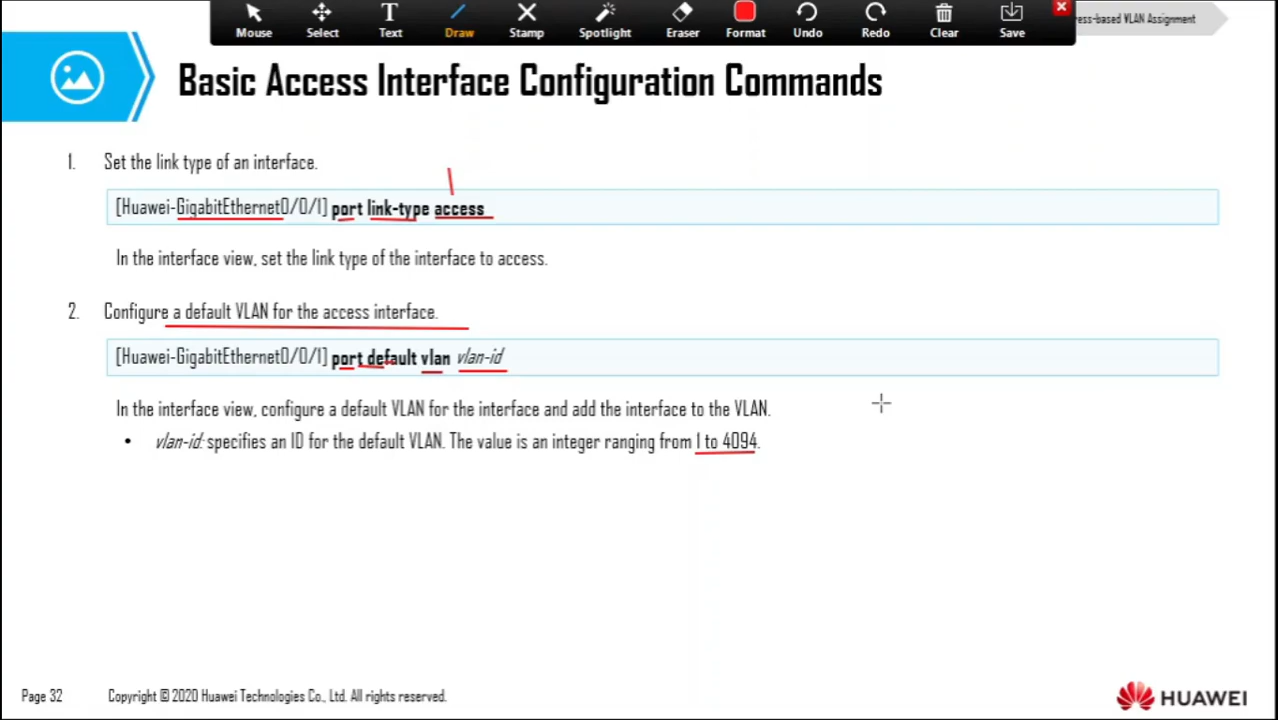 Mouse Select Text Draw Stamp Spotlight Eraser Format Undo Redo Clear Save
ess-based VLAN Assignment
Basic Access Interface Configuration Commands
1. Set the link type of an interface.
[Huawei-GigabitEthernet0/0/1] port link-type access
In the interface view, set the link type of the interface to access.
2. Configure a default VLAN for the access interface.
[Huawei-GigabitEthernet0/0/1] port default vlan vlan-id
In the interface view, configure a default VLAN for the interface and add the interface to the VLAN.
• vlan-id: specifies an ID for the default VLAN. The value is an integer ranging from 1 to 4094.
Page 32 Copyright © 2020 Huawei Technologies Co., Ltd. All rights reserved.
HUAWEI